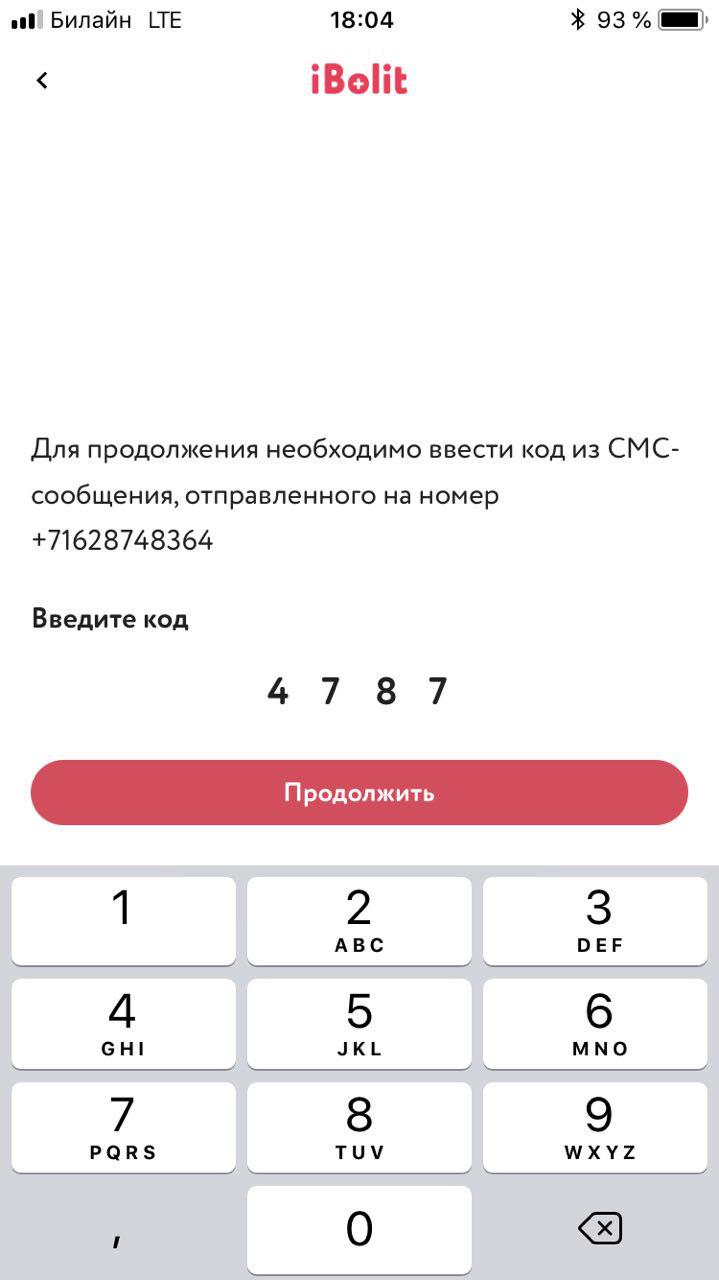 Билайн LTE 18:04 93 %
iBolit
Для продолжения необходимо ввести код из СМС-
сообщения, отправленного на номер
+71628748364
Введите код
4 7 8 7
Продолжить
1 2 3
ABC DEF
4 5 6
GHI JKL MNO
7 8 9
PQRS TUV WXYZ
, 0